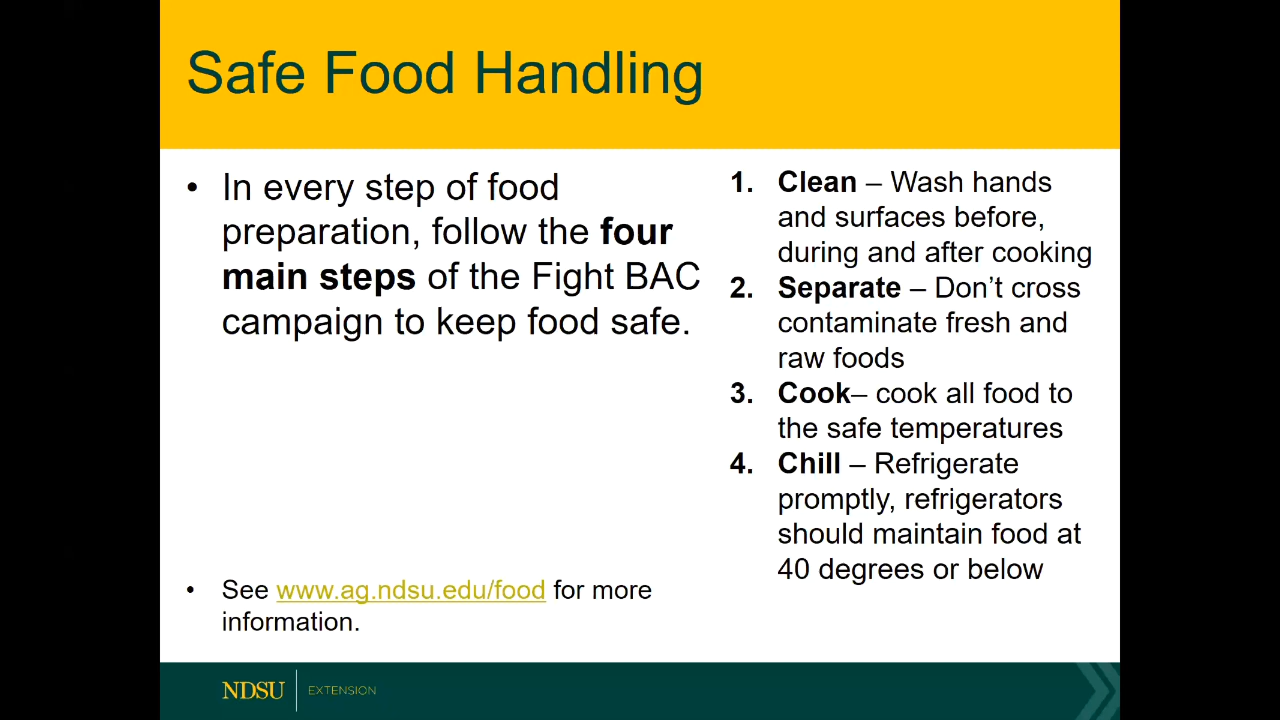 Safe Food Handling
• In every step of food
preparation, follow the four
main steps of the Fight BAC
campaign to keep food safe.
• See www.ag.ndsu.edu/food for more
information.
1. Clean – Wash hands
and surfaces before,
during and after cooking
2. Separate – Don’t cross
contaminate fresh and
raw foods
3. Cook– cook all food to
the safe temperatures
4. Chill – Refrigerate
promptly, refrigerators
should maintain food at
40 degrees or below
NDSU EXTENSION